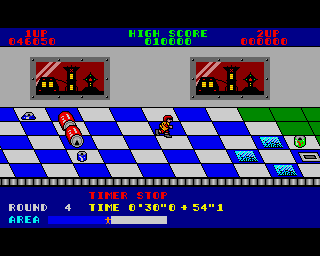 1UP HIGH SCORE 2UP
046050 010000 000000
TIMER STOP
ROUND 4 TIME 0'30"0 + 54"1
AREA